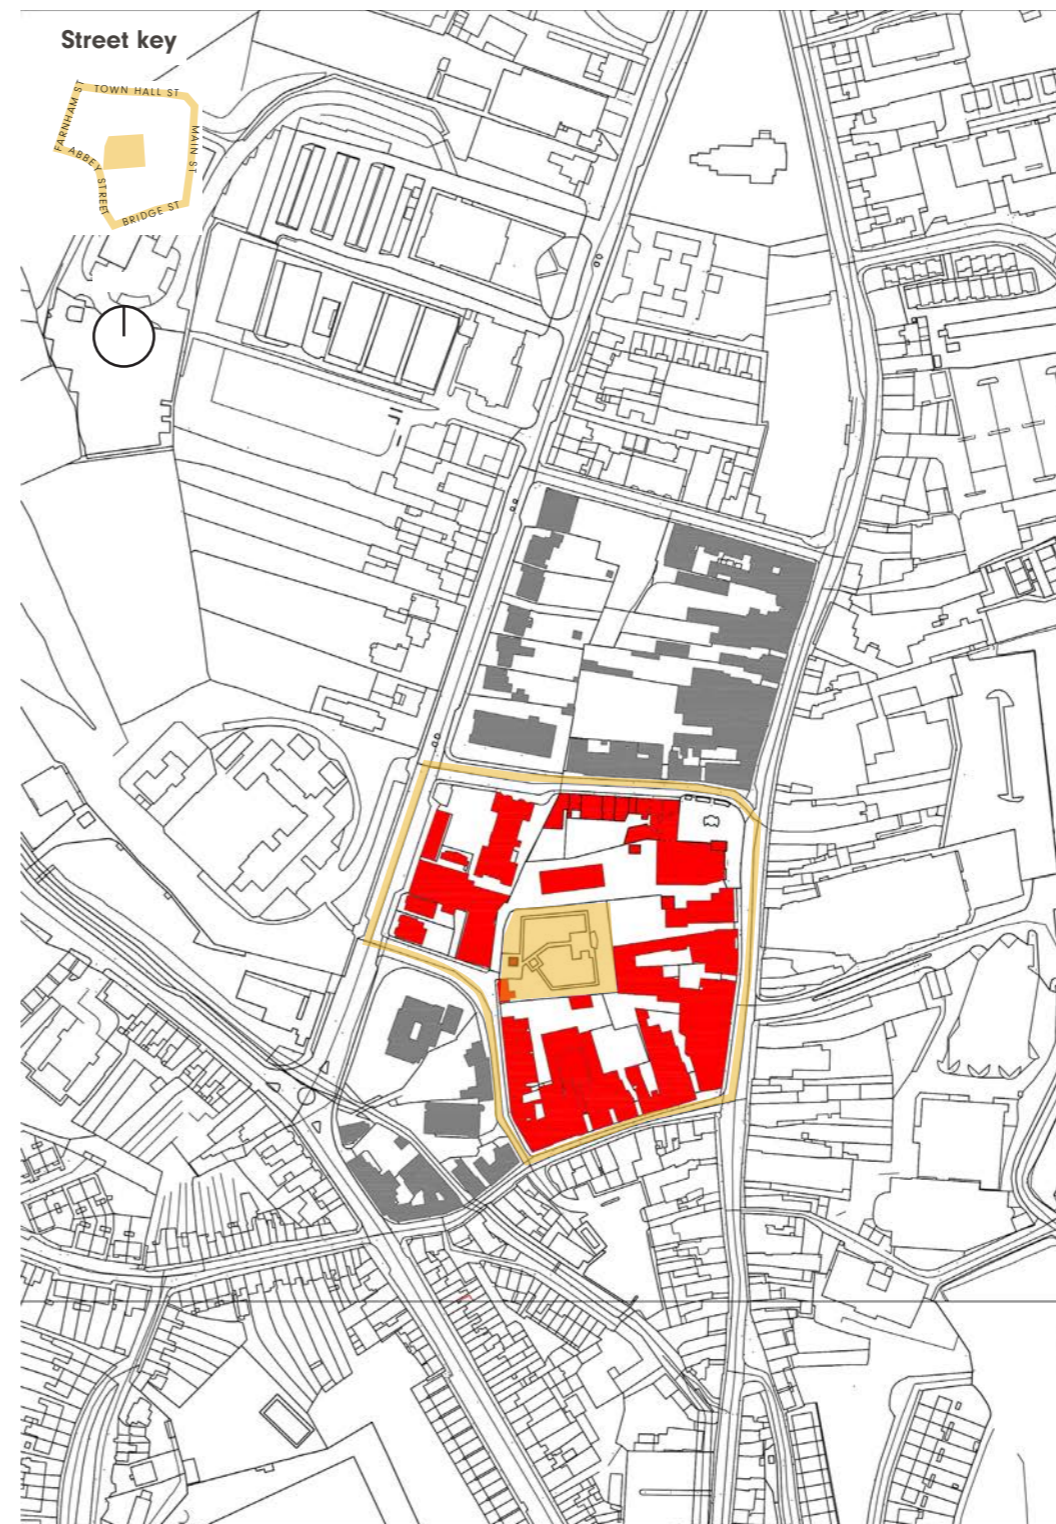 Street key
TOWN HALL ST
FARNHAM ST
MAIN ST
ABBEY STREET
BRIDGE ST